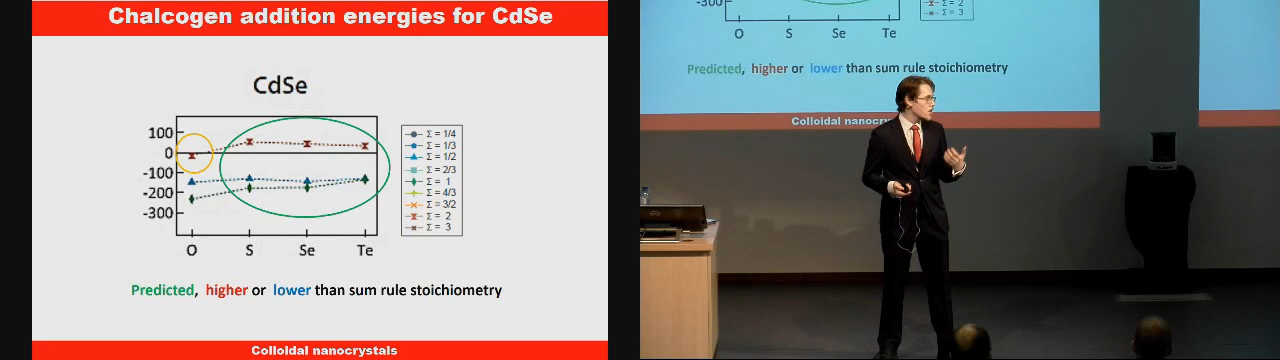 Chalcogen addition energies for CdSe
CdSe
100
0
-100
-200
-300
O S Se Te
Σ = 1/4
Σ = 1/3
Σ = 1/2
Σ = 2/3
Σ = 1
Σ = 4/3
Σ = 3/2
Σ = 2
Σ = 3
Predicted, higher or lower than sum rule stoichiometry
Colloidal nanocrystals
-300
O S Se Te
Σ = 2
Σ = 3
Predicted, higher or lower than sum rule stoichiometry
Colloidal nanocry